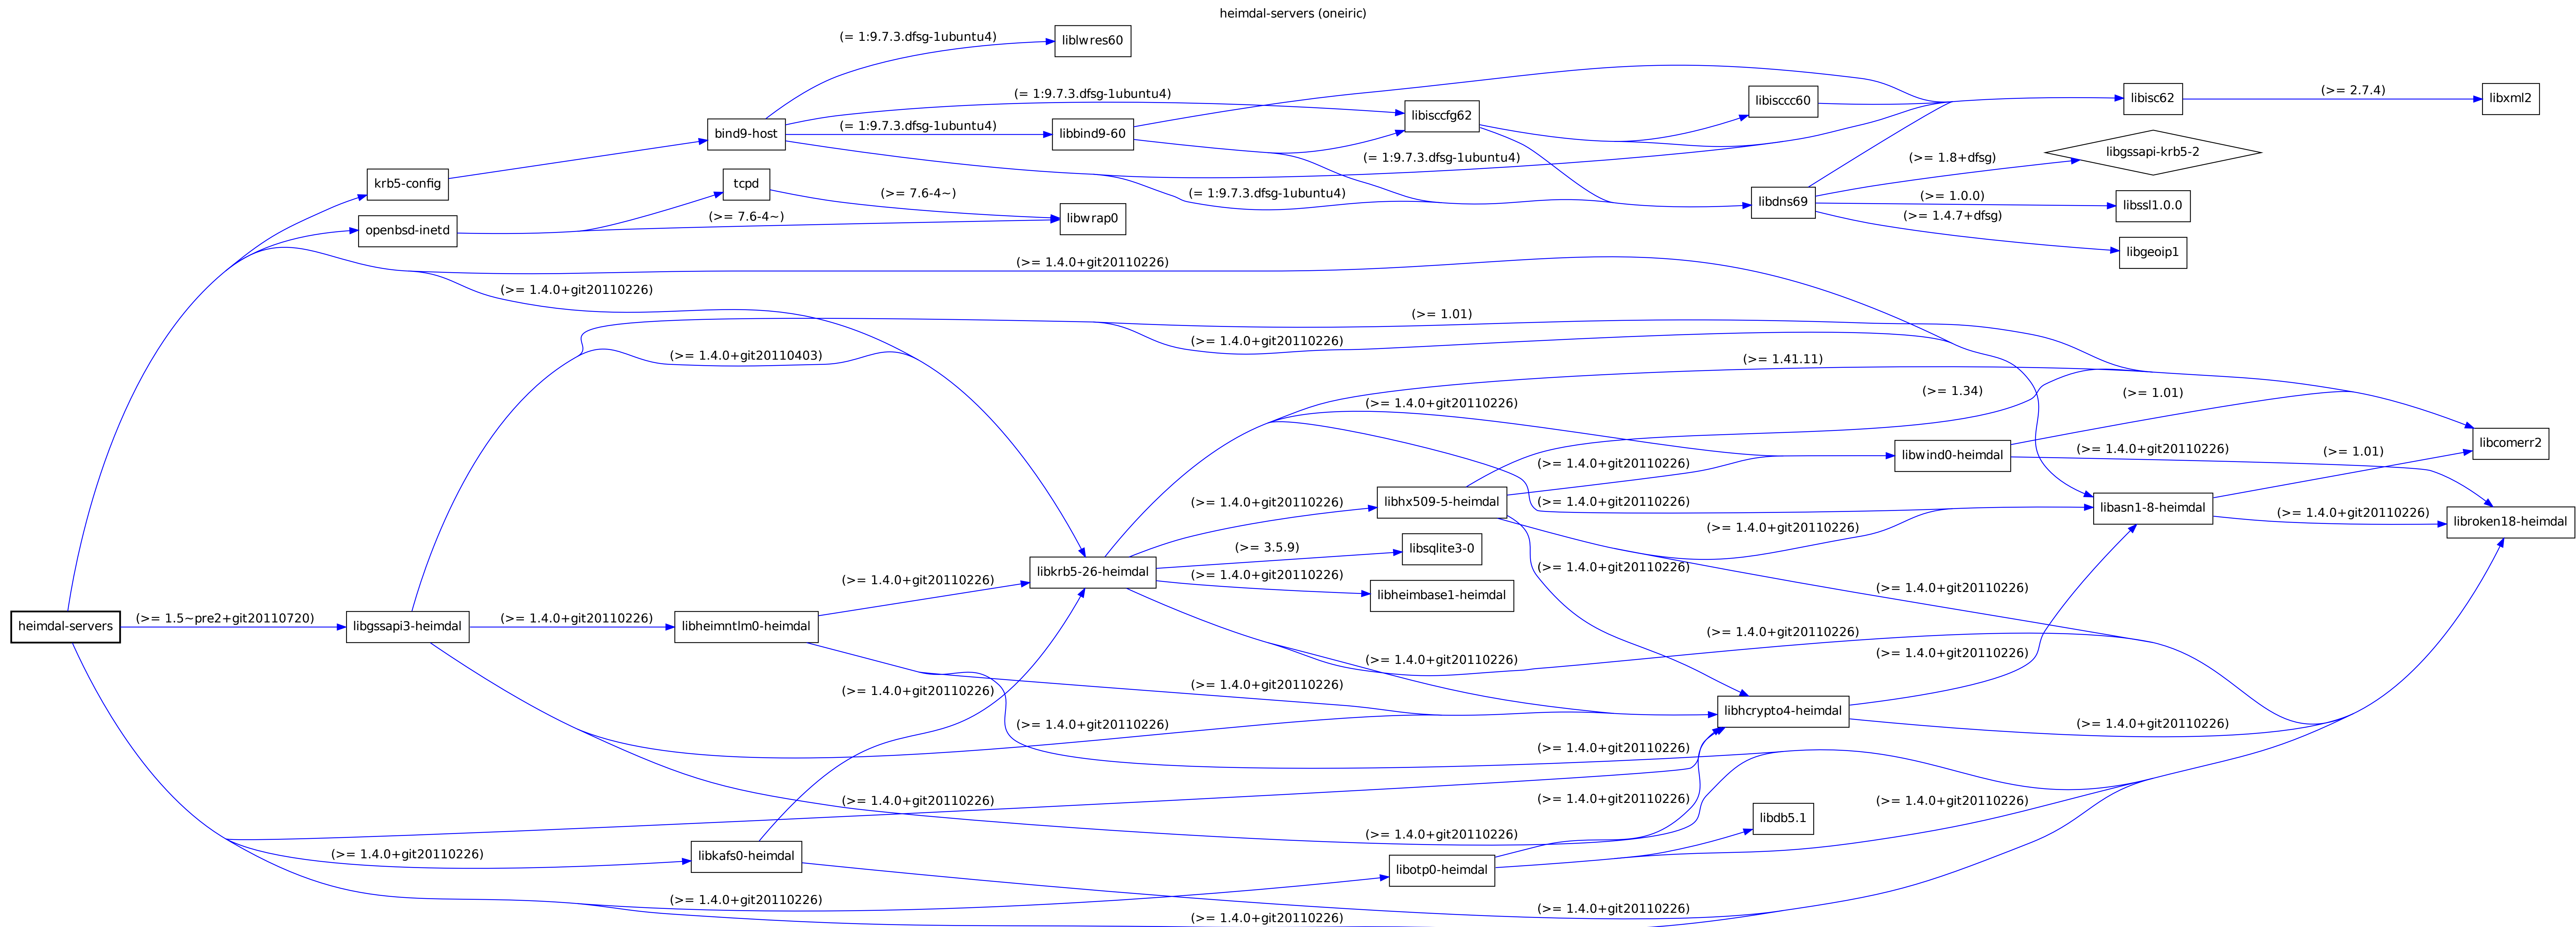 heimdal-servers (oneiric)
(= 1:9.7.3.dfsg-1ubuntu4)
liblwres60
(= 1:9.7.3.dfsg-1ubuntu4)
bind9-host
(= 1:9.7.3.dfsg-1ubuntu4)
libbind9-60
libisccfg62
libisccc60
libisc62
(>= 2.7.4)
libxml2
(= 1:9.7.3.dfsg-1ubuntu4)
(>= 1.8+dfsg)
libgssapi-krb5-2
krb5-config
tcpd
(>= 7.6-4~)
(= 1:9.7.3.dfsg-1ubuntu4)
libdns69
(>= 1.0.0)
libssl1.0.0
openbsd-inetd
(>= 7.6-4~)
libwrap0
(>= 1.4.7+dfsg)
libgeoip1
(>= 1.4.0+git20110226)
(>= 1.4.0+git20110226)
(>= 1.01)
(>= 1.4.0+git20110226)
(>= 1.4.0+git20110403)
(>= 1.41.11)
(>= 1.34)
(>= 1.01)
(>= 1.4.0+git20110226)
libwind0-heimdal
(>= 1.4.0+git20110226)
(>= 1.01)
libcomerr2
(>= 1.4.0+git20110226)
(>= 1.4.0+git20110226)
libhx509-5-heimdal
(>= 1.4.0+git20110226)
libasn1-8-heimdal
(>= 1.4.0+git20110226)
libroken18-heimdal
(>= 1.4.0+git20110226)
(>= 3.5.9)
libsqlite3-0
libkrb5-26-heimdal
(>= 1.4.0+git20110226)
(>= 1.4.0+git20110226)
(>= 1.4.0+git20110226)
libheimbase1-heimdal
(>= 1.4.0+git20110226)
heimdal-servers
(>= 1.5~pre2+git20110720)
libgssapi3-heimdal
(>= 1.4.0+git20110226)
libheimntlm0-heimdal
(>= 1.4.0+git20110226)
(>= 1.4.0+git20110226)
(>= 1.4.0+git20110226)
(>= 1.4.0+git20110226)
(>= 1.4.0+git20110226)
libhcrypto4-heimdal
(>= 1.4.0+git20110226)
(>= 1.4.0+git20110226)
(>= 1.4.0+git20110226)
(>= 1.4.0+git20110226)
(>= 1.4.0+git20110226)
(>= 1.4.0+git20110226)
libdb5.1
(>= 1.4.0+git20110226)
(>= 1.4.0+git20110226)
libkafs0-heimdal
libotp0-heimdal
(>= 1.4.0+git20110226)
(>= 1.4.0+git20110226)
(>= 1.4.0+git20110226)